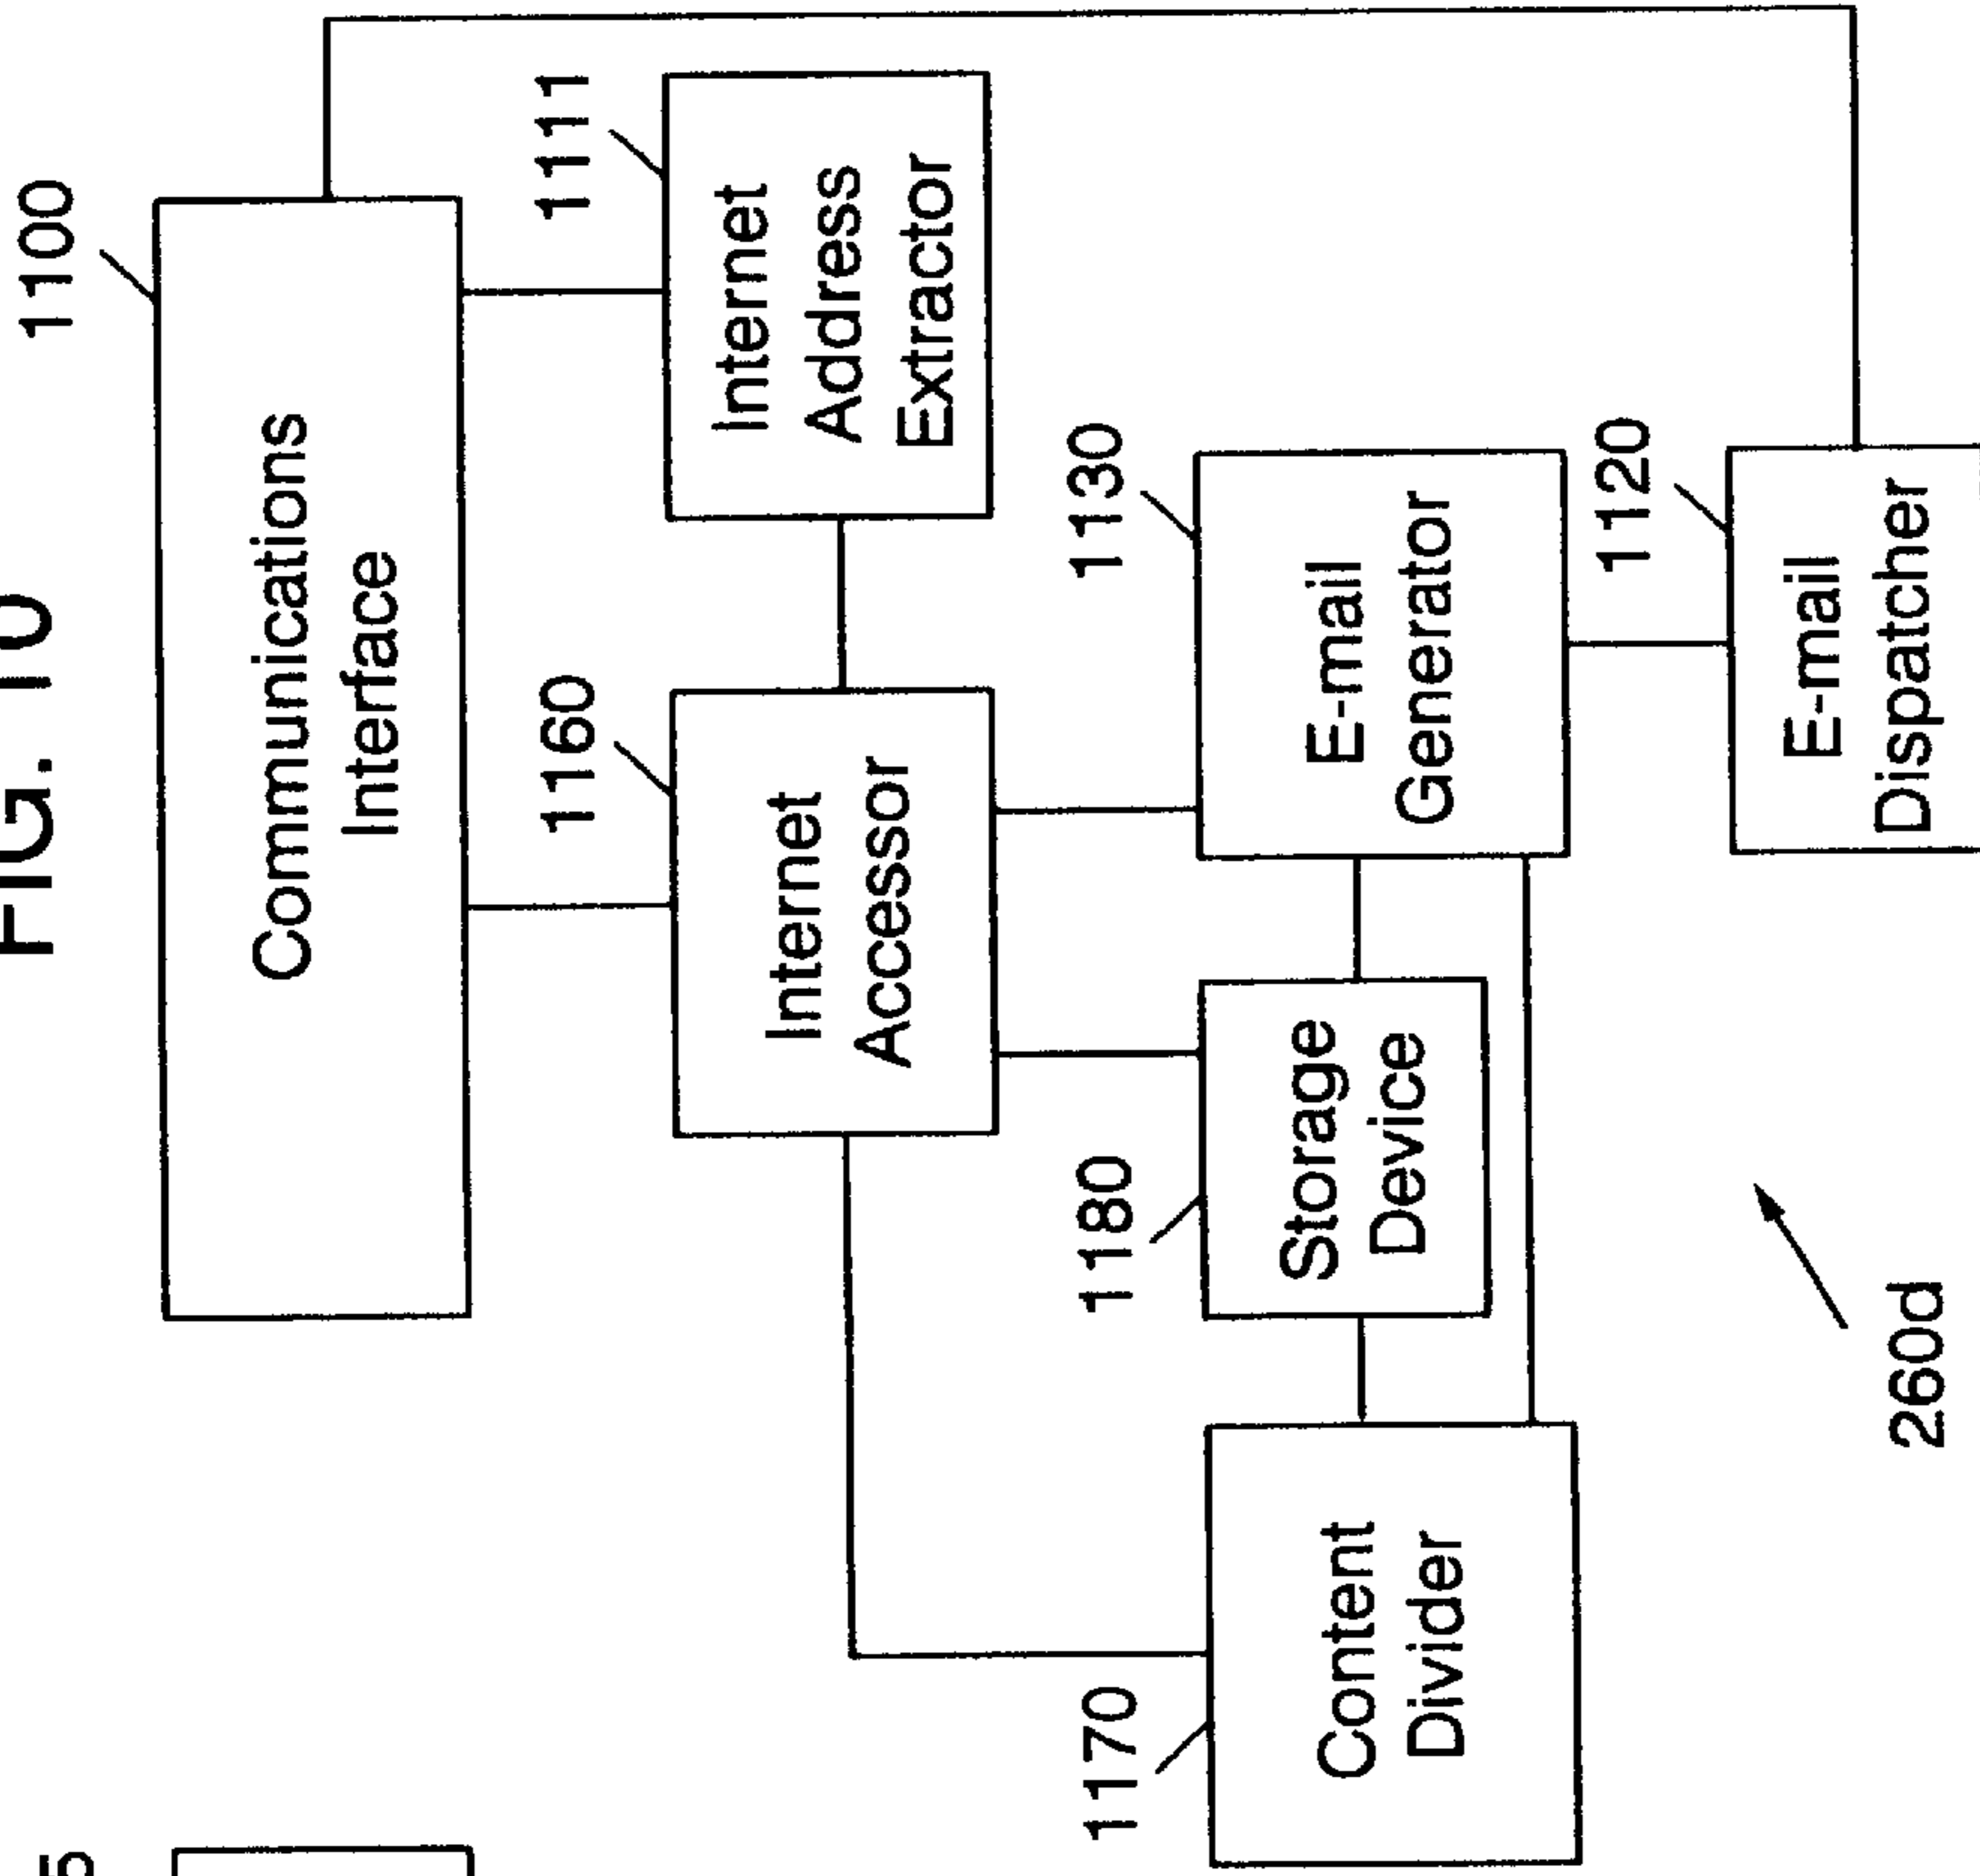 FIG. 10
1100
Communications
Interface
1160
Internet
Accessor
1111
Internet
Address
Extractor
1170
Content
Divider
1180
Storage
Device
1130
E-mail
Generator
1120
E-mail
Dispatcher
260d